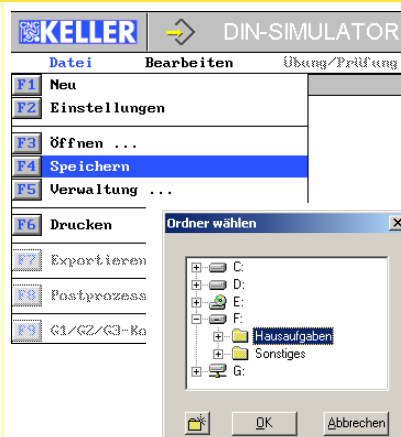 KELLER DIN-SIMULATOR
Datei Bearbeiten Übung/Prüfung
F1 Neu
F2 Einstellungen
F3 Öffnen ...
F4 Speichern
F5 Verwaltung ...
F6 Drucken
F7 Exportieren
F8 Postprozess
F9 G1/G2/G3-Ko
Ordner wählen
C:
D:
E:
F:
Hausaufgaben
Sonstiges
G:
OK Abbrechen